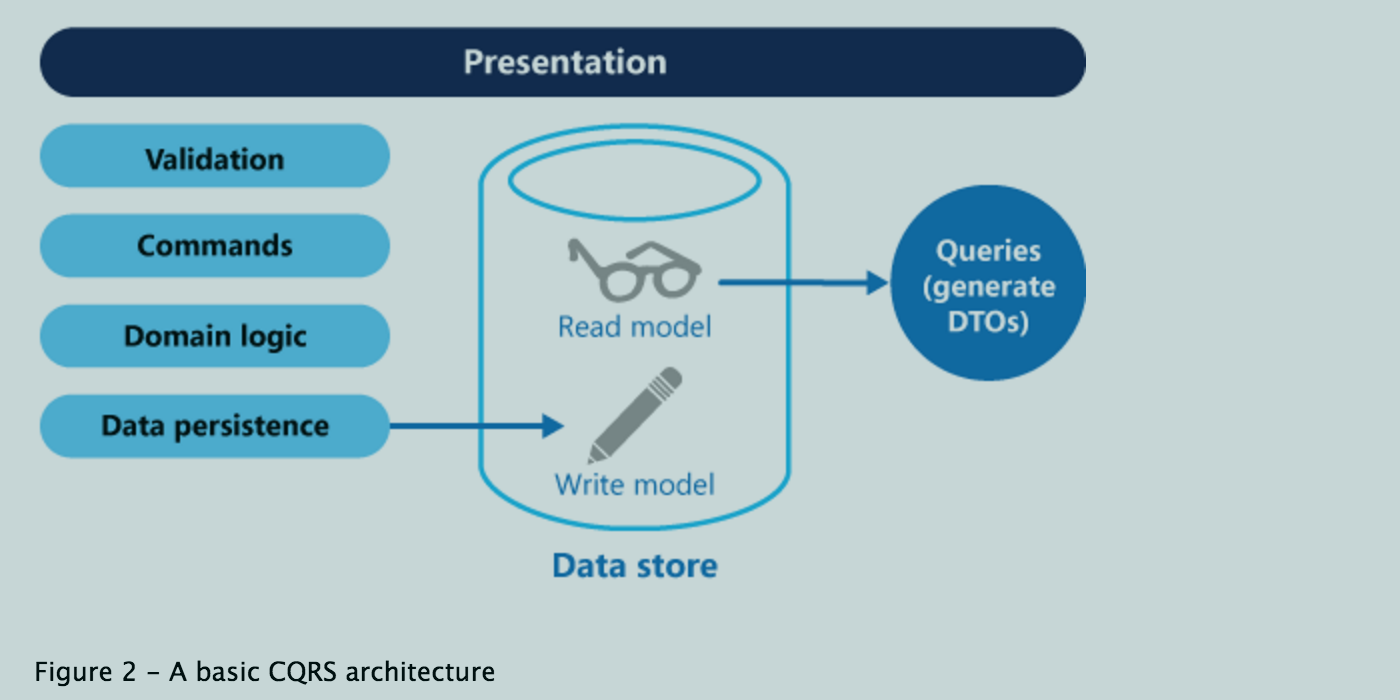 Presentation
Validation
Commands
Domain logic
Data persistence
Read model
Write model
Data store
Queries
(generate
DTOs)
Figure 2 – A basic CQRS architecture